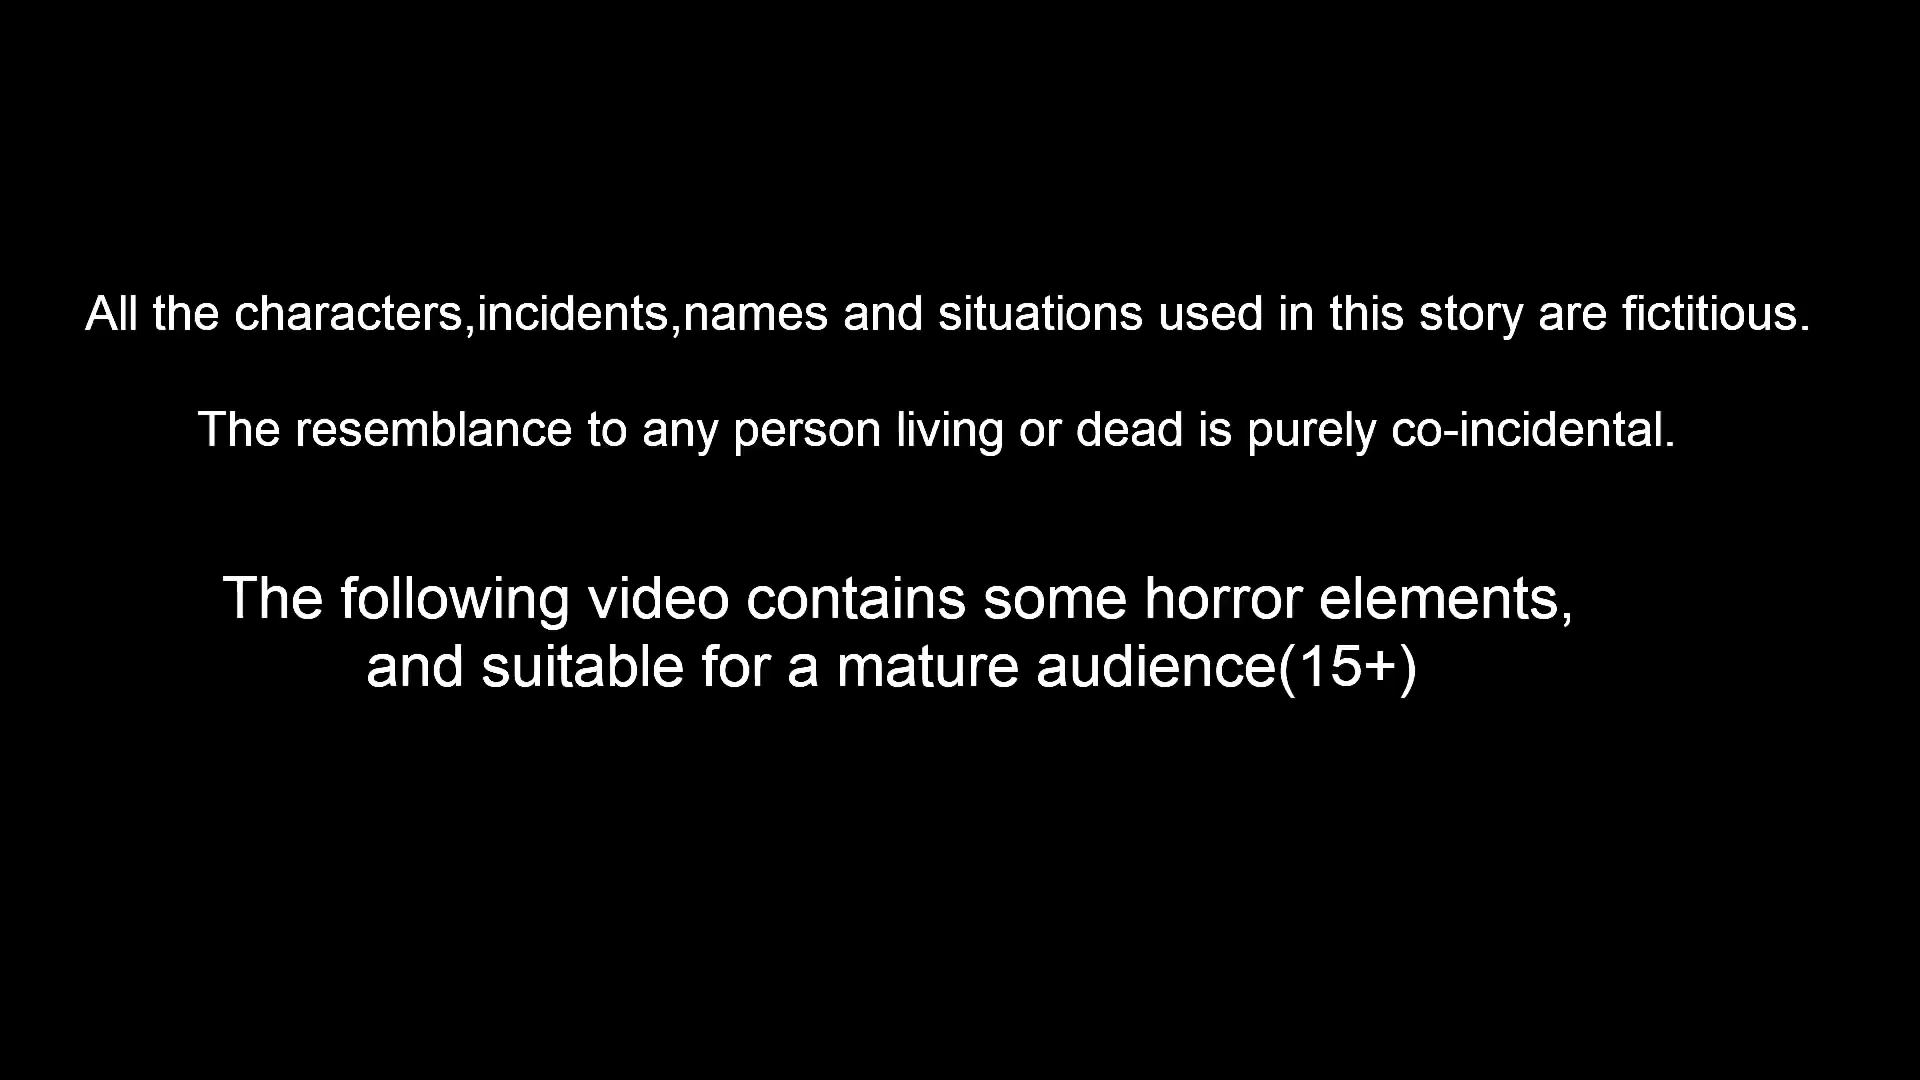 All the characters,incidents,names and situations used in this story are fictitious.
The resemblance to any person living or dead is purely co-incidental.
The following video contains some horror elements,
and suitable for a mature audience(15+)